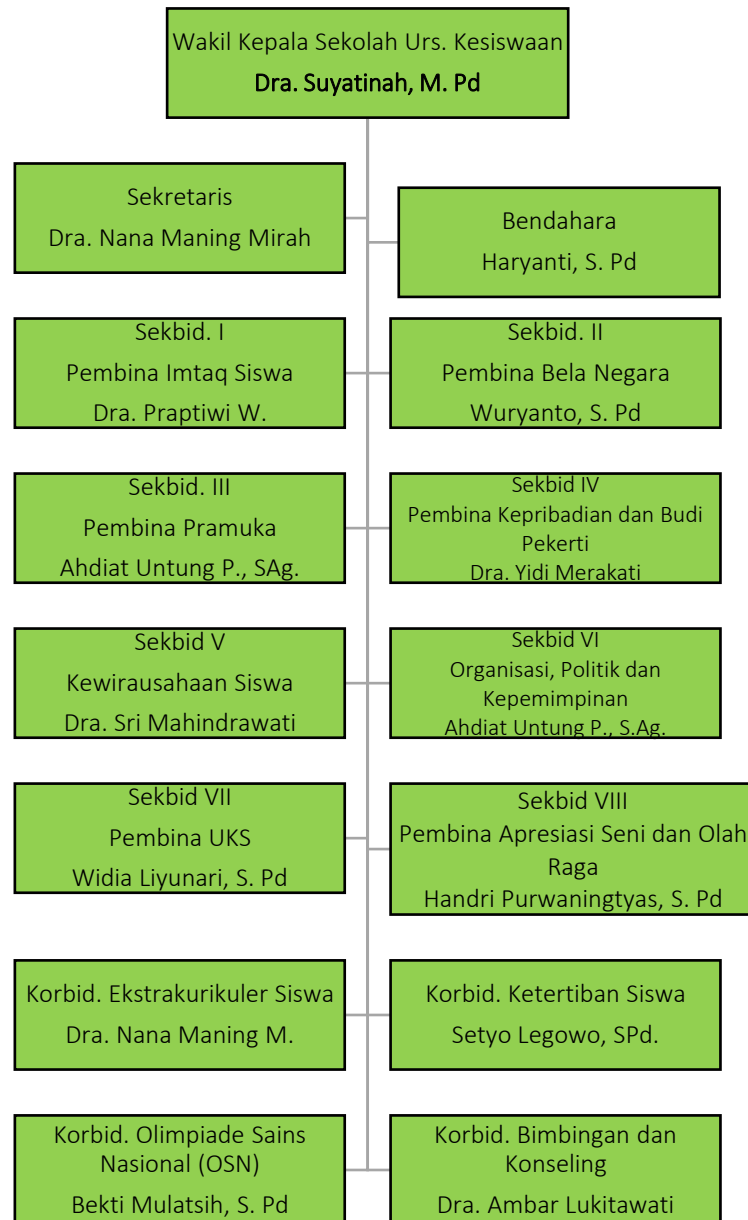 Wakil Kepala Sekolah Urs. Kesiswaan
Dra. Suyatinah, M. Pd
Sekretaris
Dra. Nana Maning Mirah
Bendahara
Haryanti, S. Pd
Sekbid. I
Pembina Imtaq Siswa
Dra. Praptiwi W.
Sekbid. II
Pembina Bela Negara
Wuryanto, S. Pd
Sekbid. III
Pembina Pramuka
Ahdiat Untung P., SAg.
Sekbid IV
Pembina Kepribadian dan Budi
Pekerti
Dra. Yidi Merakati
Sekbid V
Kewirausahaan Siswa
Dra. Sri Mahindrawati
Sekbid VI
Organisasi, Politik dan
Kepemimpinan
Ahdiat Untung P., S.Ag.
Sekbid VII
Pembina UKS
Widia Liyunari, S. Pd
Sekbid VIII
Pembina Apresiasi Seni dan Olah
Raga
Handri Purwaningtyas, S. Pd
Korbid. Ekstrakurikuler Siswa
Dra. Nana Maning M.
Korbid. Ketertiban Siswa
Setyo Legowo, SPd.
Korbid. Olimpiade Sains
Nasional (OSN)
Bekti Mulatsih, S. Pd
Korbid. Bimbingan dan
Konseling
Dra. Ambar Lukitawati